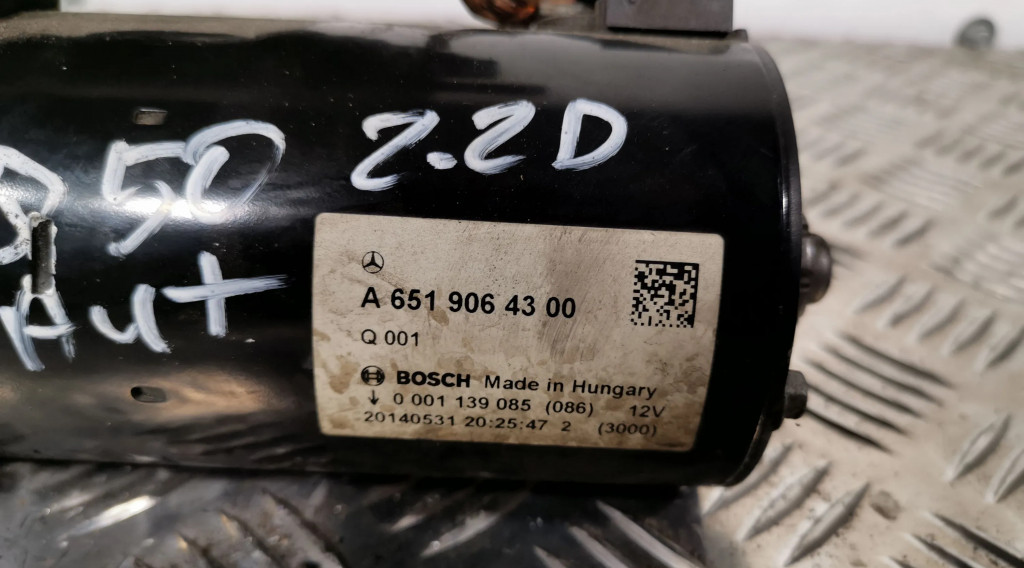 50 2.2D
Aut
A 651 906 43 00
Q 001
BOSCH Made in Hungary
0 001 139 085 (086) 12V
20140531 20:25:47 2 (3000)